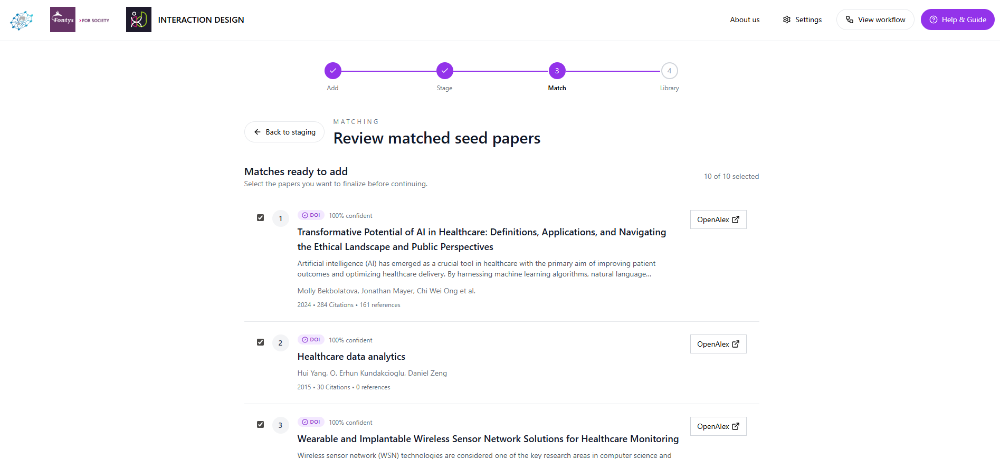 Fontys
> FOR SOCIETY
INTERACTION DESIGN
About us
Settings
View workflow
Help & Guide
3
4
Add
Stage
Match
Library
Back to staging
MATCHING
Review matched seed papers
Matches ready to add
Select the papers you want to finalize before continuing.
10 of 10 selected
1
DOI
100% confident
OpenAlex
Transformative Potential of AI in Healthcare: Definitions, Applications, and Navigating
the Ethical Landscape and Public Perspectives
Artificial intelligence (AI) has emerged as a crucial tool in healthcare with the primary aim of improving patient
outcomes and optimizing healthcare delivery. By harnessing machine learning algorithms, natural language...
Molly Bekbolatova, Jonathan Mayer, Chi Wei Ong et al.
2024 • 284 Citations • 161 references
2
DOI
100% confident
OpenAlex
Healthcare data analytics
Hui Yang, O. Erhun Kundakcioglu, Daniel Zeng
2015 • 30 Citations • 0 references
3
DOI
100% confident
OpenAlex
Wearable and Implantable Wireless Sensor Network Solutions for Healthcare Monitoring
Wireless sensor network (WSN) technologies are considered one of the key research areas in computer science and